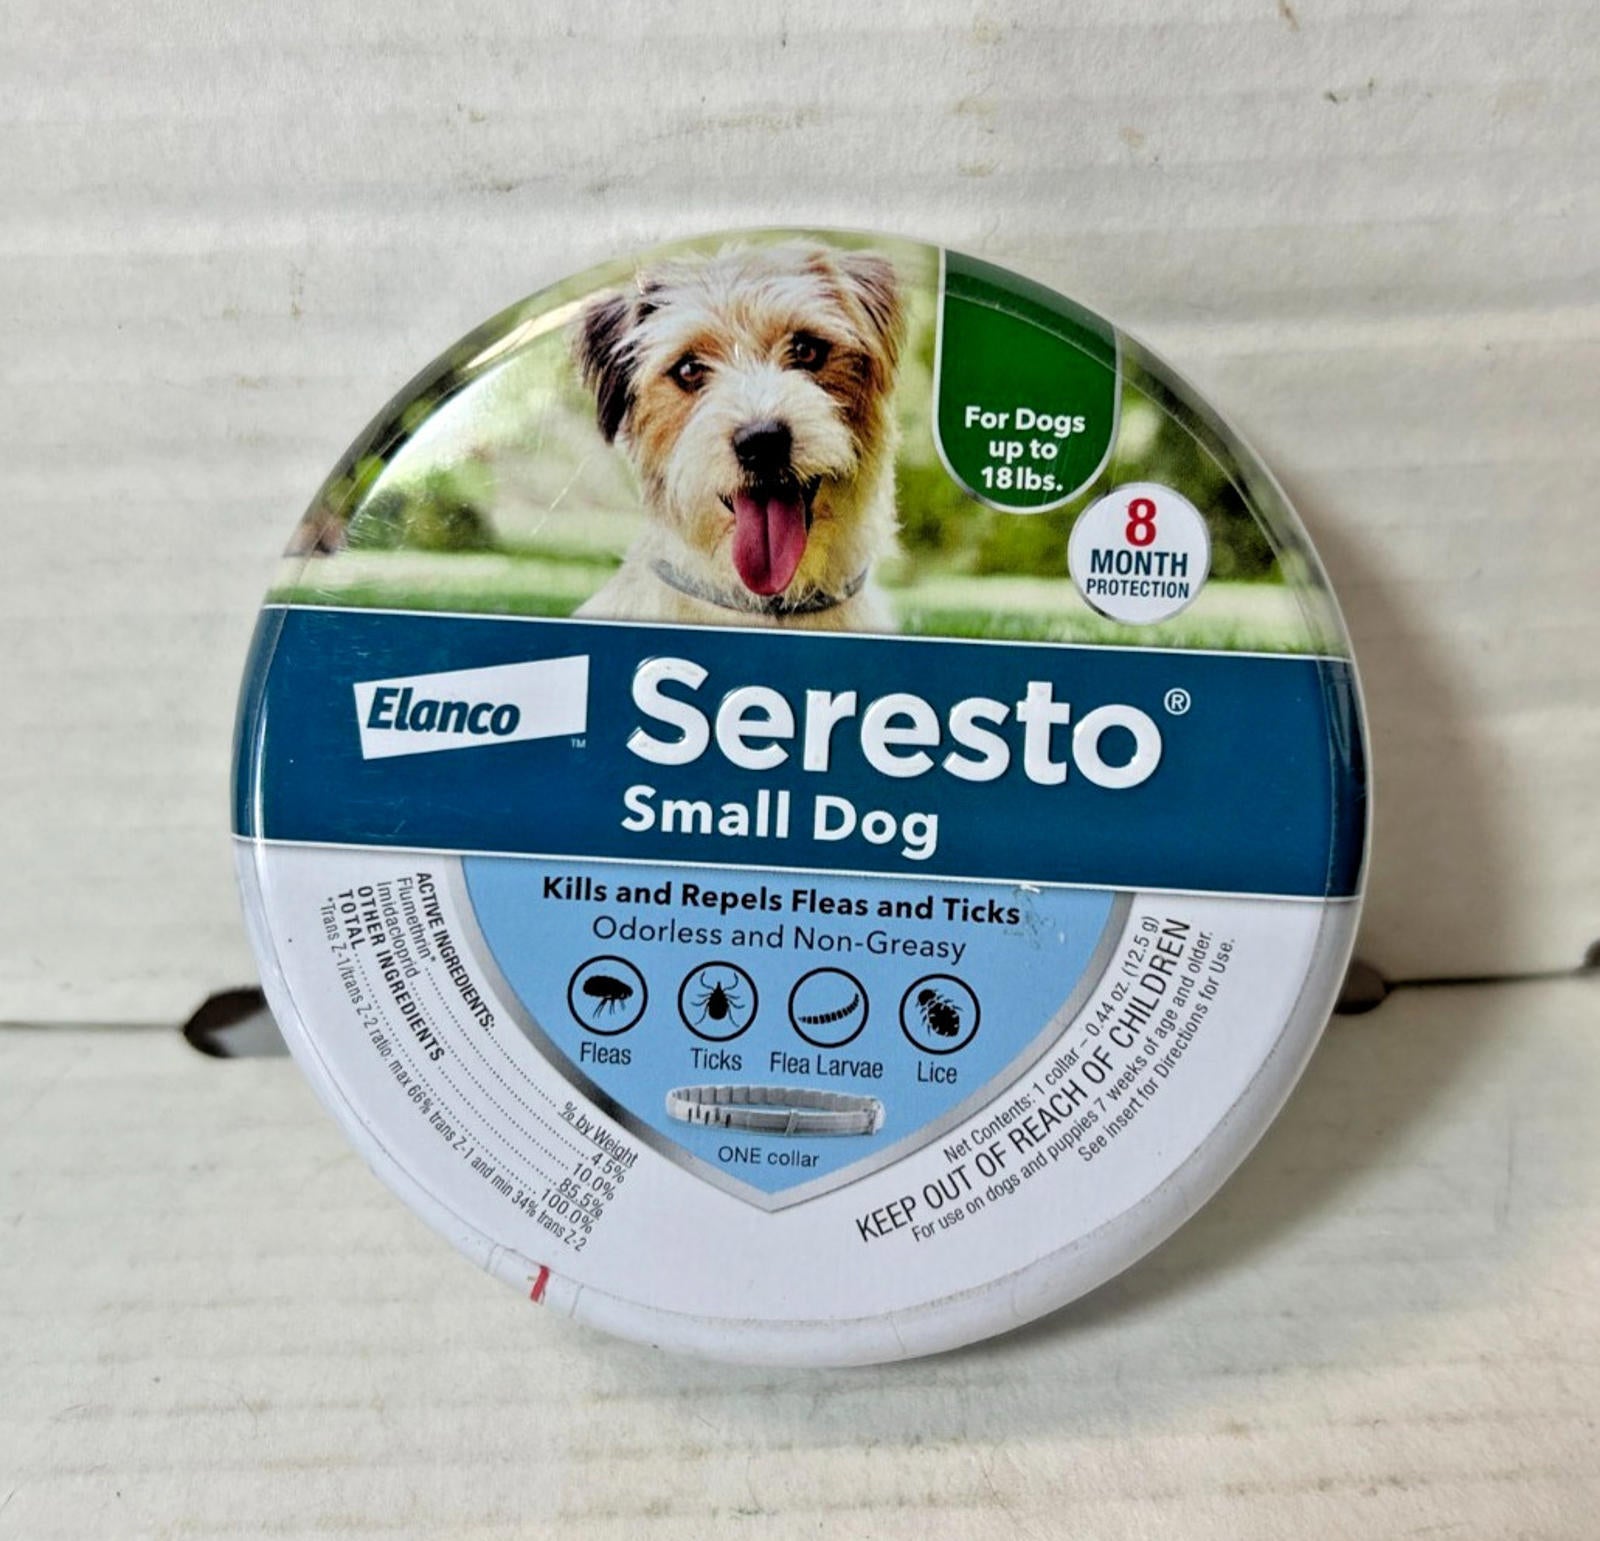 For Dogs
up to
18 lbs.
8
MONTH
PROTECTION
Elanco™
Seresto®
Small Dog
Kills and Repels Fleas and Ticks
Odorless and Non-Greasy
Fleas
Ticks
Flea Larvae
Lice
ONE collar
ACTIVE INGREDIENTS: % by Weight
Flumethrin* 4.5%
Imidacloprid 10.0%
OTHER INGREDIENTS 85.5%
TOTAL 100.0%
*Trans Z-1/trans Z-2 ratio: max 66% trans Z-1 and min 34% trans Z-2
Net Contents: 1 collar – 0.44 oz. (12.5 g)
KEEP OUT OF REACH OF CHILDREN
For use on dogs and puppies 7 weeks of age and older.
See insert for Directions for Use.